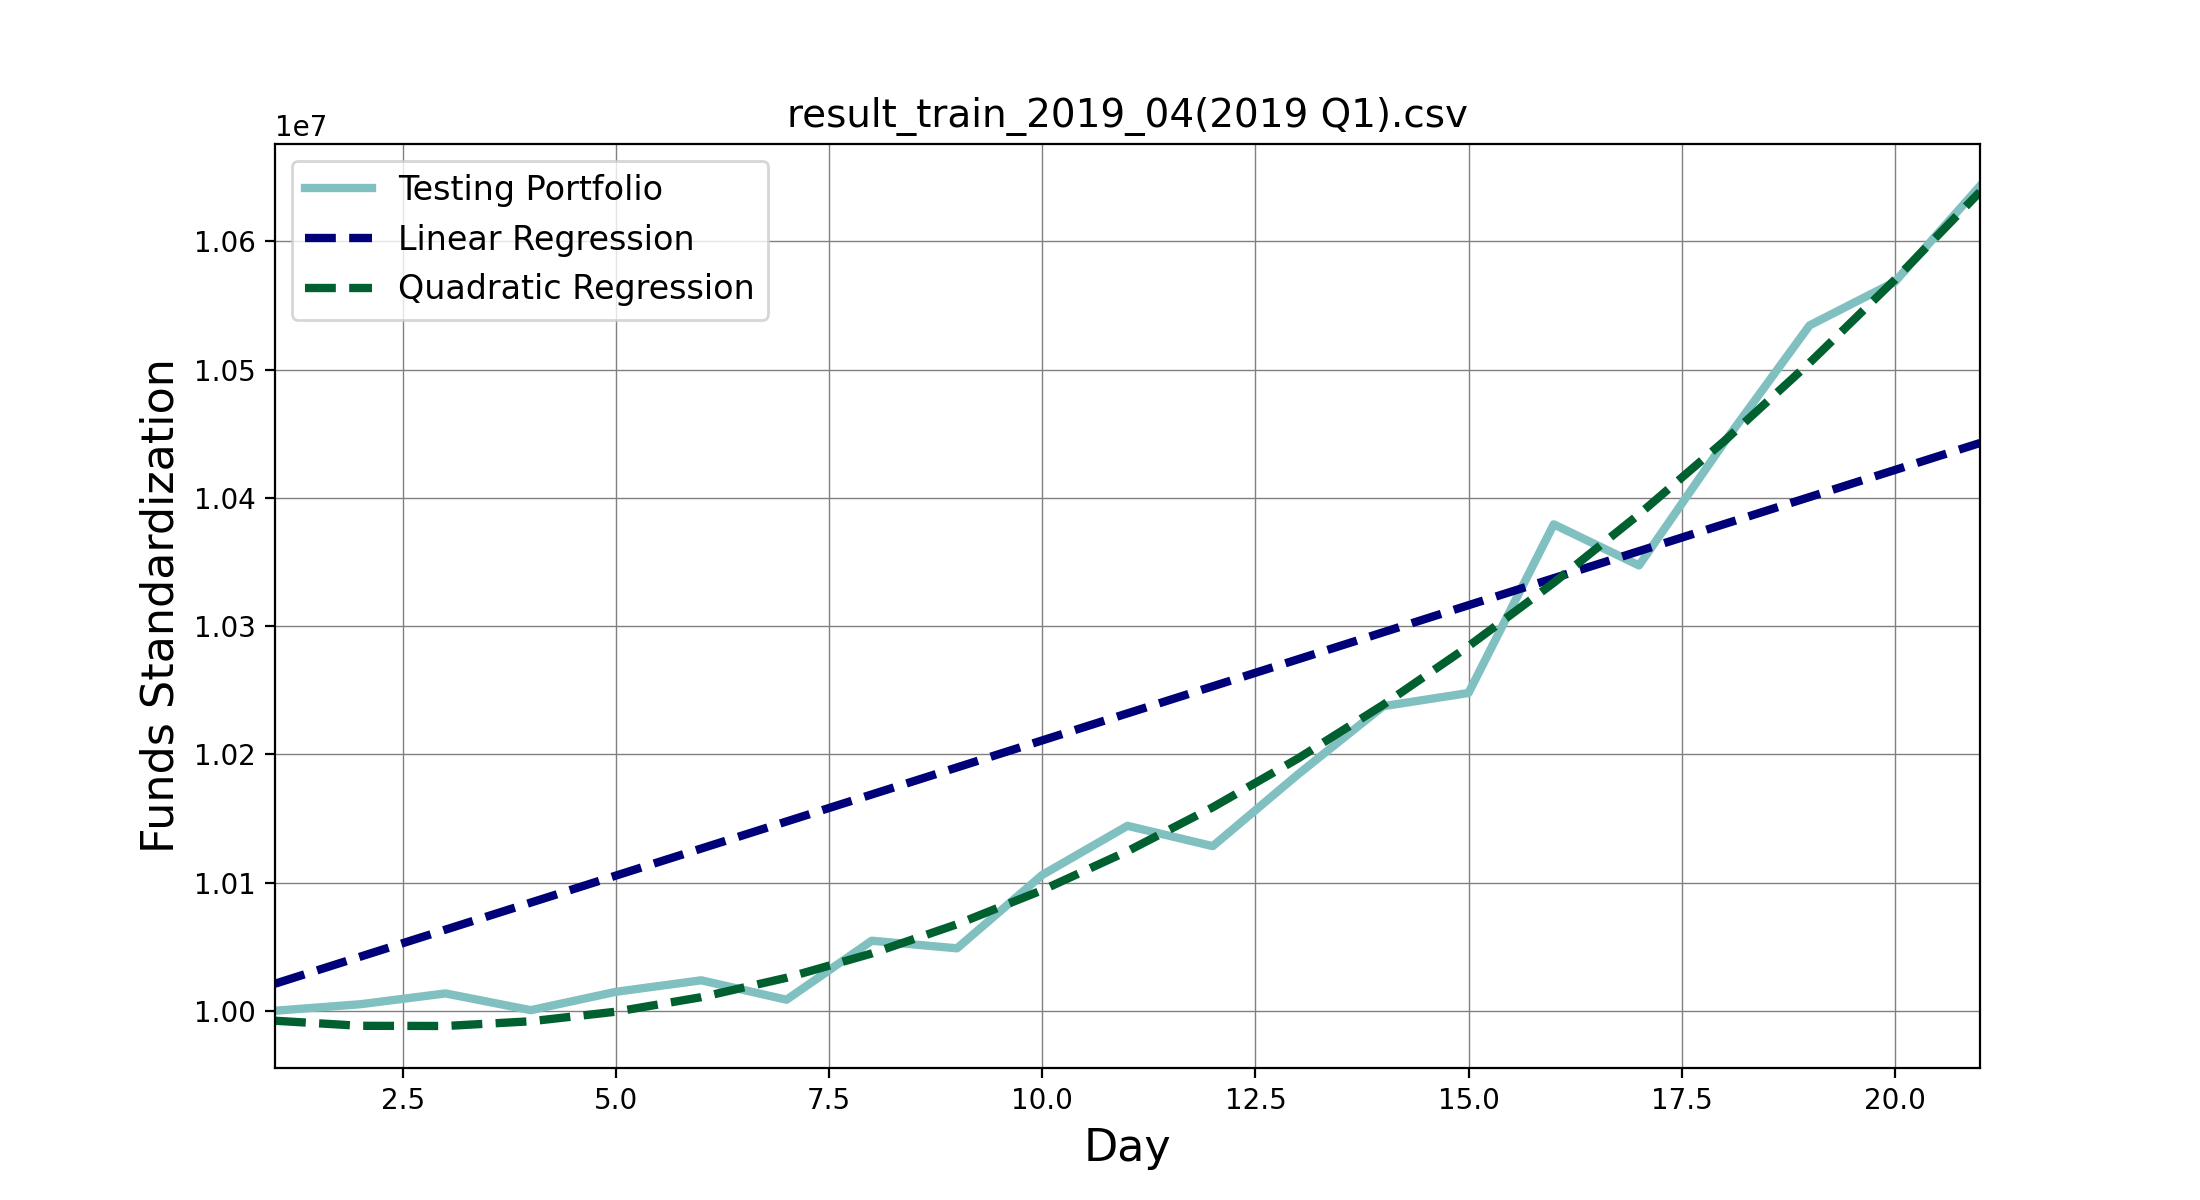 result_train_2019_04(2019 Q1).csv
1e7
Testing Portfolio
Linear Regression
Quadratic Regression
Funds Standardization
1.06
1.05
1.04
1.03
1.02
1.01
1.00
2.5 5.0 7.5 10.0 12.5 15.0 17.5 20.0
Day